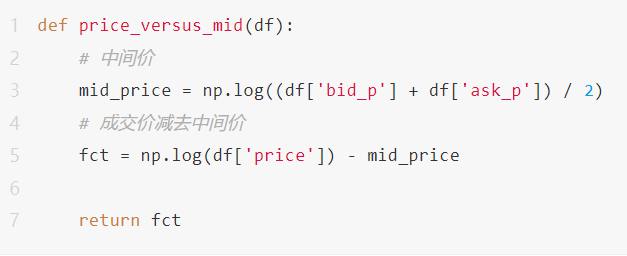 1 def price_versus_mid(df):
2     # 中间价
3     mid_price = np.log((df['bid_p'] + df['ask_p']) / 2)
4     # 成交价减去中间价
5     fct = np.log(df['price']) - mid_price
6
7     return fct